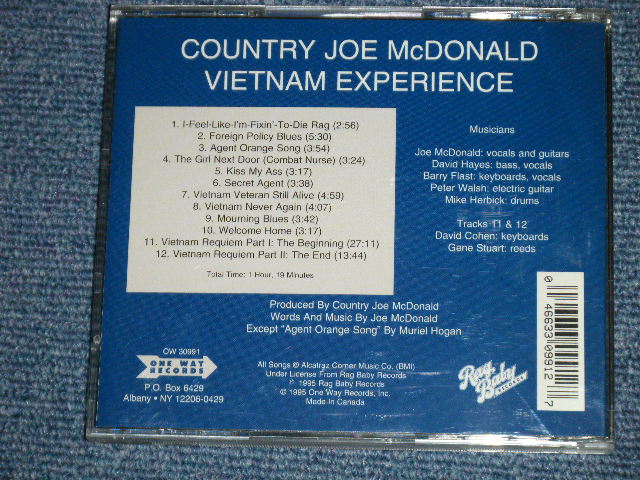 COUNTRY JOE McDONALD
VIETNAM EXPERIENCE
1. I-Feel-Like-I'm-Fixin'-To-Die Rag (2:56)
2. Foreign Policy Blues (5:30)
3. Agent Orange Song (3:54)
4. The Girl Next Door (Combat Nurse) (3:24)
5. Kiss My Ass (3:17)
6. Secret Agent (3:38)
7. Vietnam Veteran Still Alive (4:59)
8. Vietnam Never Again (4:07)
9. Mourning Blues (3:42)
10. Welcome Home (3:17)
11. Vietnam Requiem Part I: The Beginning (27:11)
12. Vietnam Requiem Part II: The End (13:44)
Total Time: 1 Hour, 19 Minutes
Musicians
Joe McDonald: vocals and guitars
David Hayes: bass, vocals
Barry Flast: keyboards, vocals
Peter Walsh: electric guitar
Mike Herbick: drums
Tracks 11 & 12
David Cohen: keyboards
Gene Stuart: reeds
Produced By Country Joe McDonald
Words And Music By Joe McDonald
Except "Agent Orange Song" By Muriel Hogan
OW 30991
ONE WAY
RECORDS
P.O. Box 6429
Albany • NY 12206-0429
All Songs © Alcatraz Corner Music Co. (BMI)
Under License From Rag Baby Records
℗ 1995 Rag Baby Records
© 1995 One Way Records, Inc.
Made In Canada
Rag
Baby
RECORDS
0 46633 09912 7